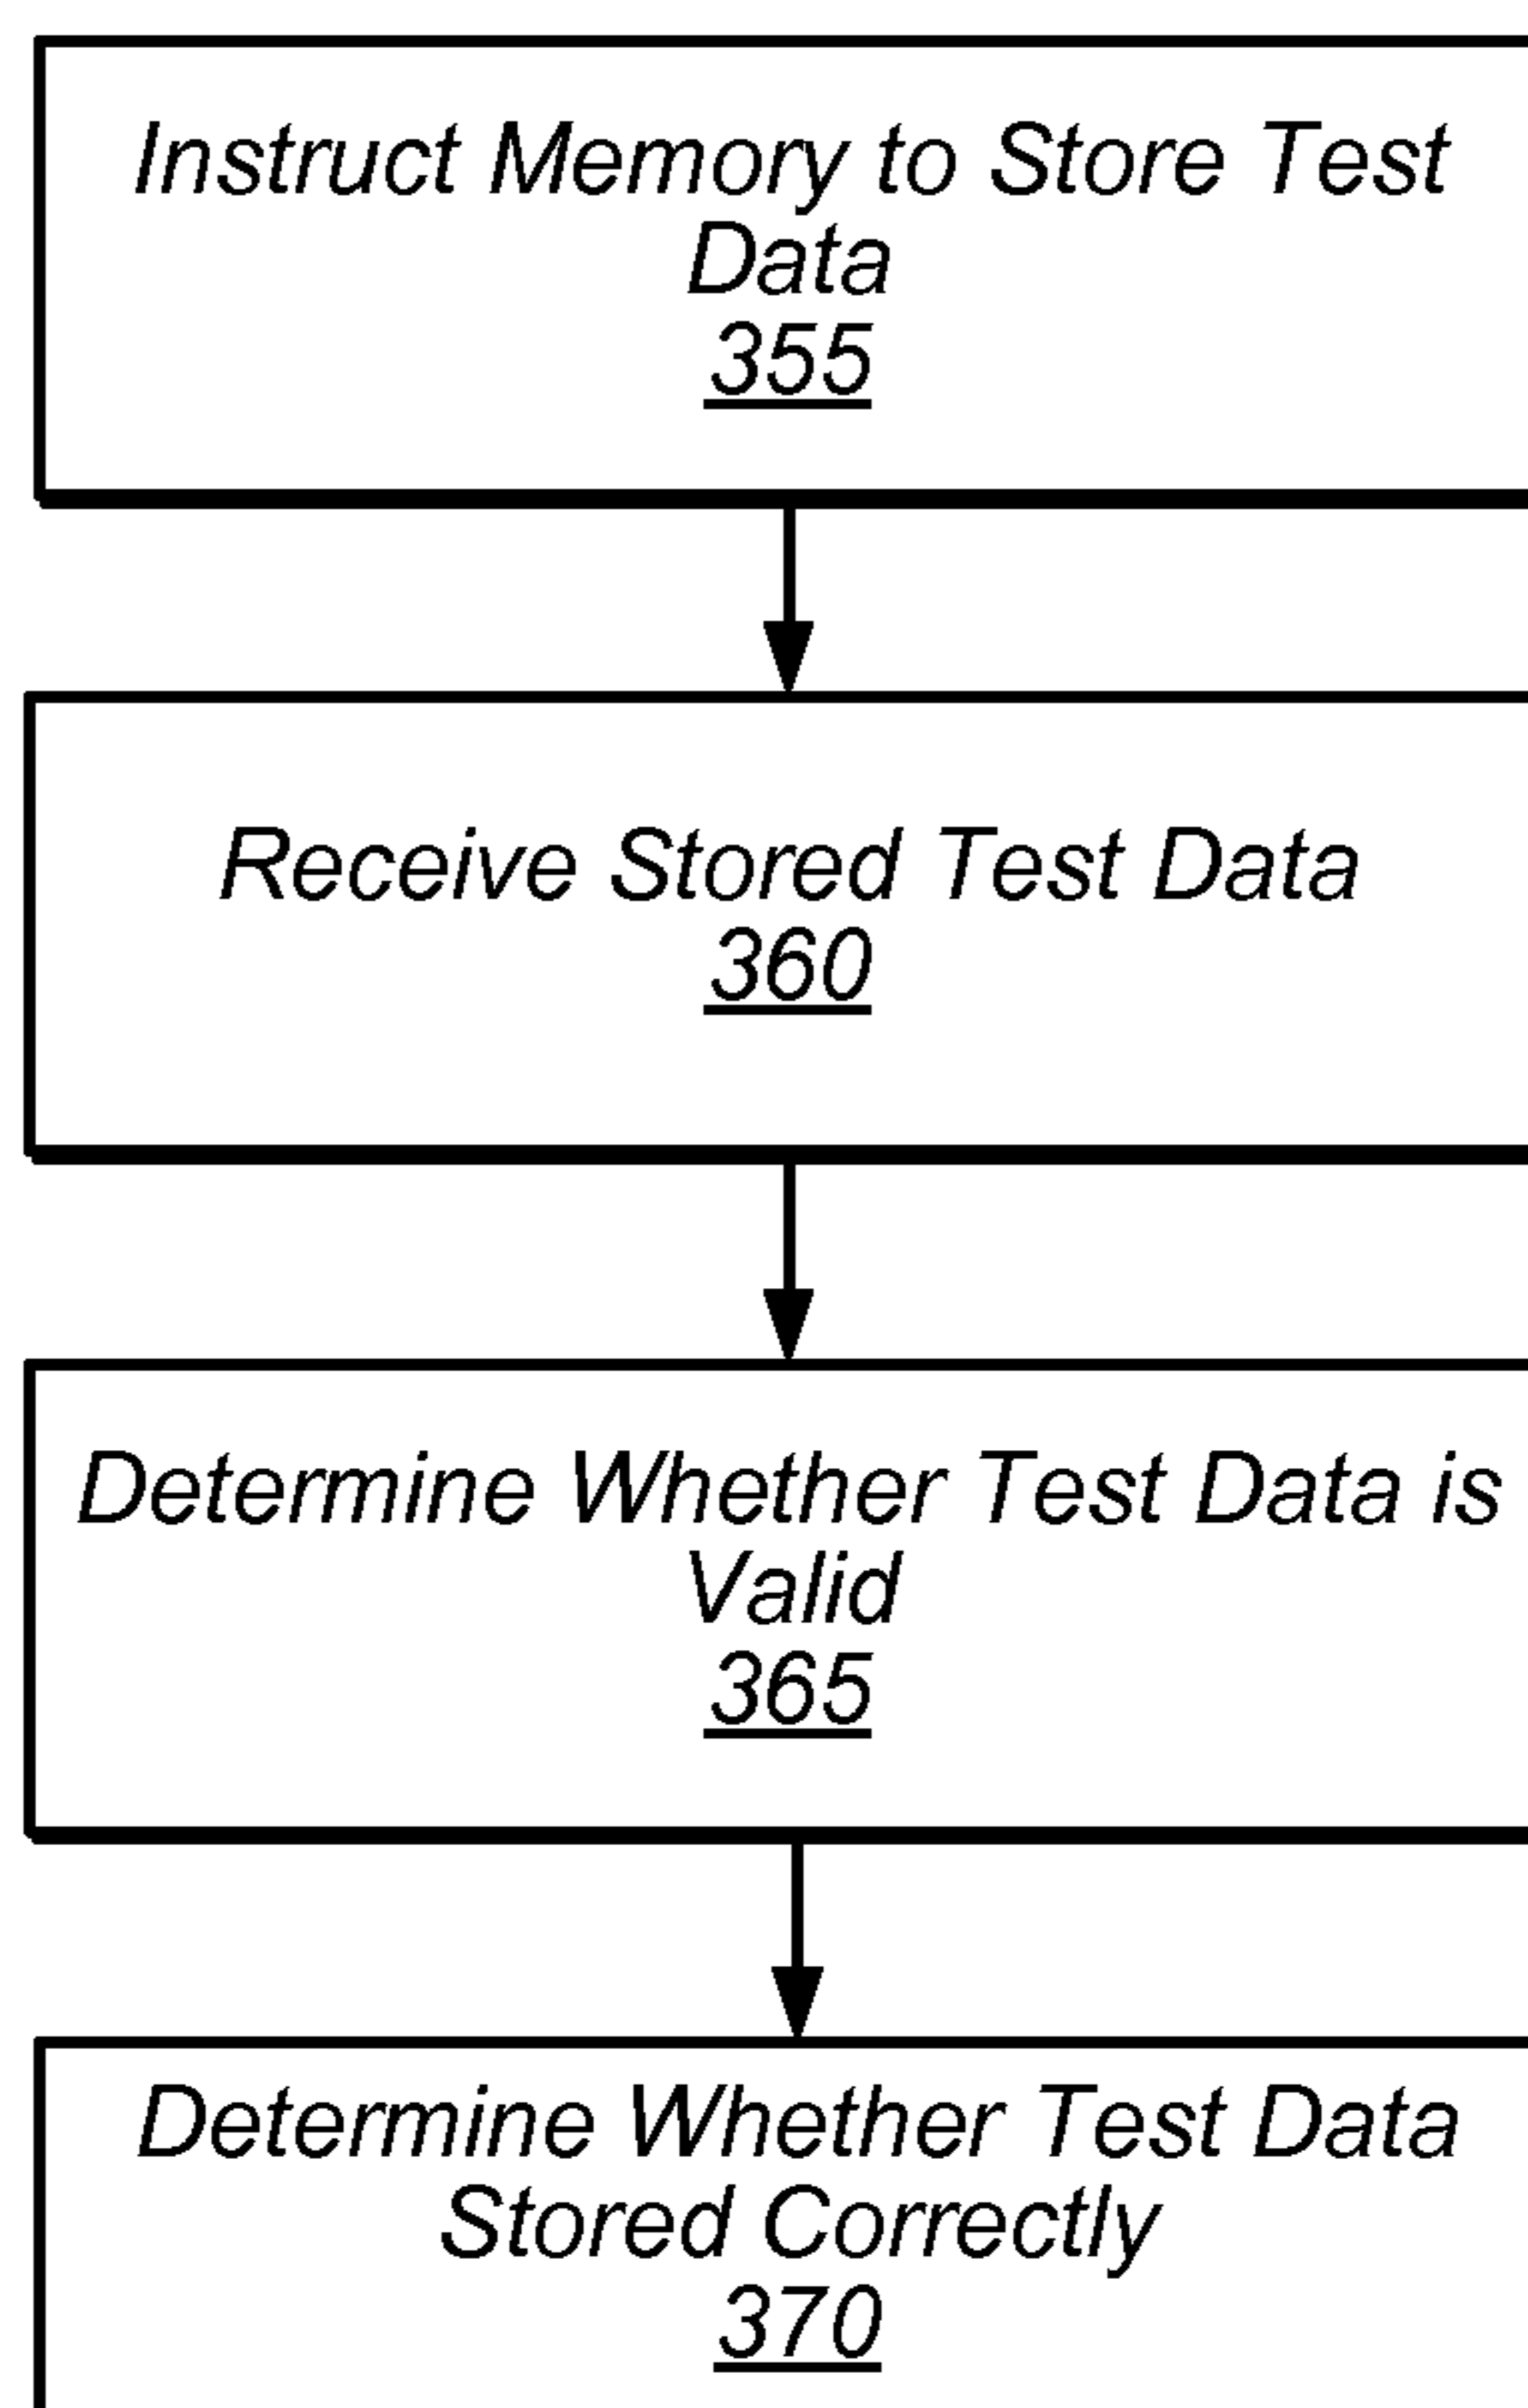 Instruct Memory to Store Test
Data
355
Receive Stored Test Data
360
Determine Whether Test Data is
Valid
365
Determine Whether Test Data
Stored Correctly
370